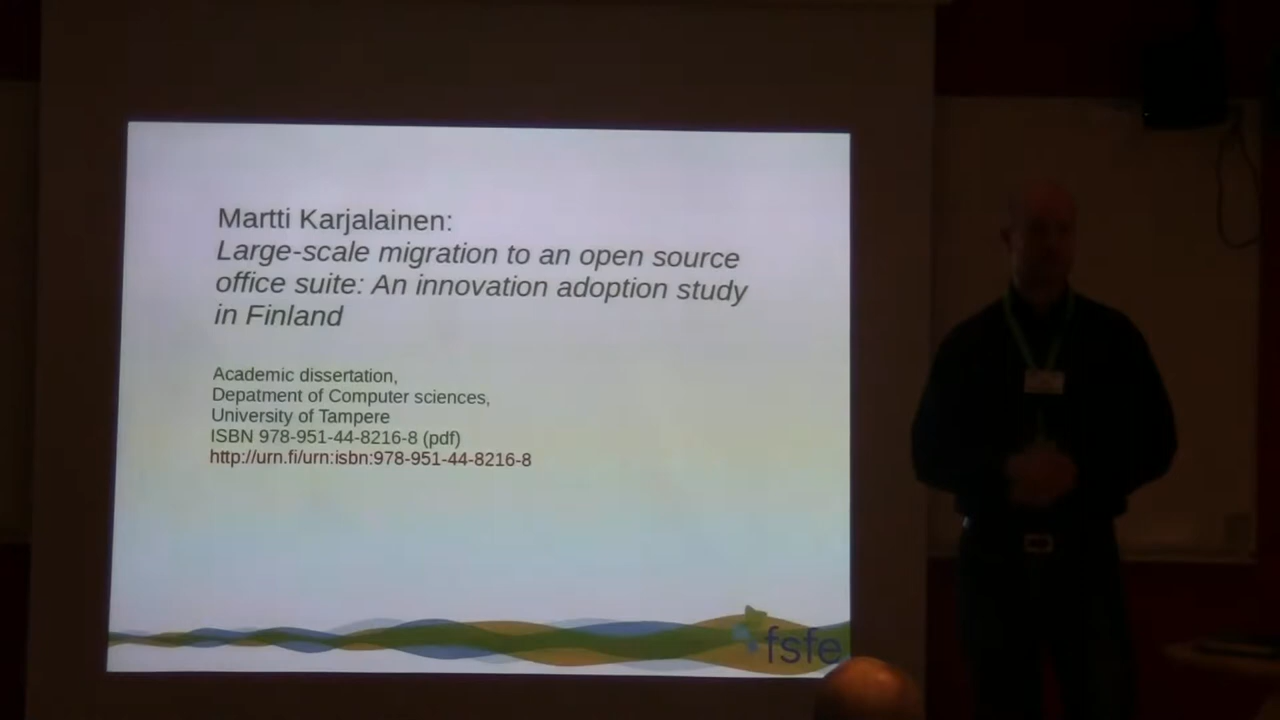 Martti Karjalainen:
Large-scale migration to an open source
office suite: An innovation adoption study
in Finland
Academic dissertation,
Depatment of Computer sciences,
University of Tampere
ISBN 978-951-44-8216-8 (pdf)
http://urn.fi/urn:isbn:978-951-44-8216-8
fsfe